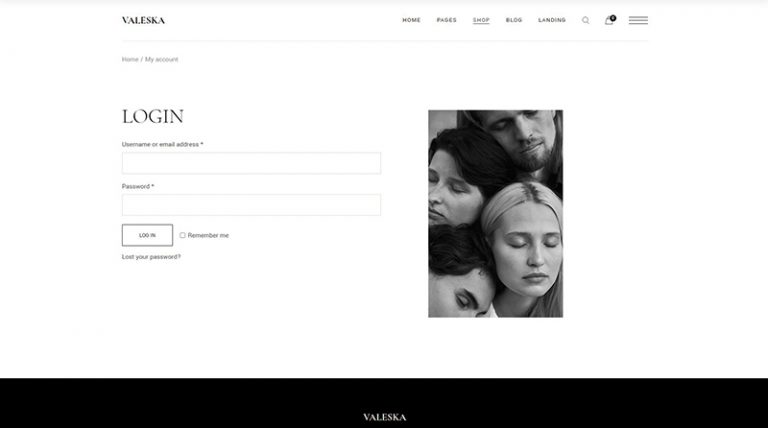 VALESKA
HOME PAGES SHOP BLOG LANDING
0
Home / My account
LOGIN
Username or email address *
Password *
LOG IN
Remember me
Lost your password?
VALESKA